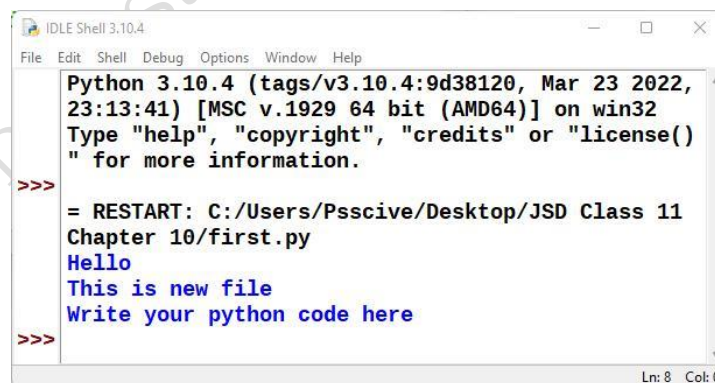 IDLE Shell 3.10.4
File Edit Shell Debug Options Window Help
Python 3.10.4 (tags/v3.10.4:9d38120, Mar 23 2022,
23:13:41) [MSC v.1929 64 bit (AMD64)] on win32
Type "help", "copyright", "credits" or "license()
" for more information.
>>>
= RESTART: C:/Users/Psscive/Desktop/JSD Class 11
Chapter 10/first.py
Hello
This is new file
Write your python code here
>>>
Ln: 8 Col: 0